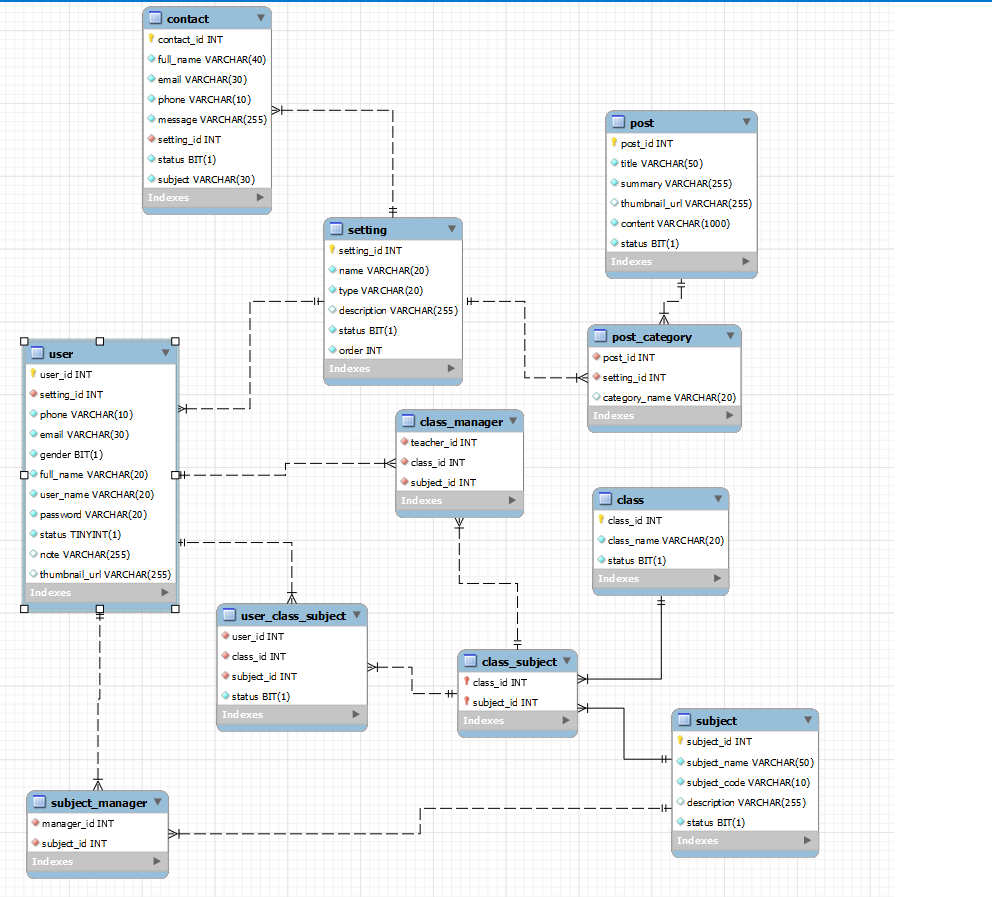 contact
contact_id INT
full_name VARCHAR(40)
email VARCHAR(30)
phone VARCHAR(10)
message VARCHAR(255)
setting_id INT
status BIT(1)
subject VARCHAR(30)
Indexes
post
post_id INT
title VARCHAR(50)
summary VARCHAR(255)
thumbnail_url VARCHAR(255)
content VARCHAR(1000)
status BIT(1)
Indexes
setting
setting_id INT
name VARCHAR(20)
type VARCHAR(20)
description VARCHAR(255)
status BIT(1)
order INT
Indexes
post_category
post_id INT
setting_id INT
category_name VARCHAR(20)
Indexes
user
user_id INT
setting_id INT
phone VARCHAR(10)
email VARCHAR(30)
gender BIT(1)
full_name VARCHAR(20)
user_name VARCHAR(20)
password VARCHAR(20)
status TINYINT(1)
note VARCHAR(255)
thumbnail_url VARCHAR(255)
Indexes
class_manager
teacher_id INT
class_id INT
subject_id INT
Indexes
class
class_id INT
class_name VARCHAR(20)
status BIT(1)
Indexes
user_class_subject
user_id INT
class_id INT
subject_id INT
status BIT(1)
Indexes
class_subject
class_id INT
subject_id INT
Indexes
subject
subject_id INT
subject_name VARCHAR(50)
subject_code VARCHAR(10)
description VARCHAR(255)
status BIT(1)
Indexes
subject_manager
manager_id INT
subject_id INT
Indexes